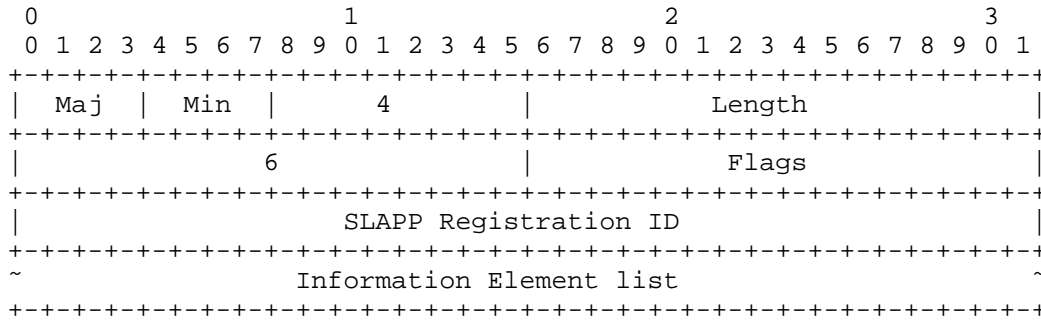 0                   1                   2                   3
 0 1 2 3 4 5 6 7 8 9 0 1 2 3 4 5 6 7 8 9 0 1 2 3 4 5 6 7 8 9 0 1
+-+-+-+-+-+-+-+-+-+-+-+-+-+-+-+-+-+-+-+-+-+-+-+-+-+-+-+-+-+-+-+-+
|  Maj  |  Min  |       4       |            Length             |
+-+-+-+-+-+-+-+-+-+-+-+-+-+-+-+-+-+-+-+-+-+-+-+-+-+-+-+-+-+-+-+-+
|               6               |             Flags             |
+-+-+-+-+-+-+-+-+-+-+-+-+-+-+-+-+-+-+-+-+-+-+-+-+-+-+-+-+-+-+-+-+
|                    SLAPP Registration ID                      |
+-+-+-+-+-+-+-+-+-+-+-+-+-+-+-+-+-+-+-+-+-+-+-+-+-+-+-+-+-+-+-+-+
~                 Information Element list                      ~
+-+-+-+-+-+-+-+-+-+-+-+-+-+-+-+-+-+-+-+-+-+-+-+-+-+-+-+-+-+-+-+-+